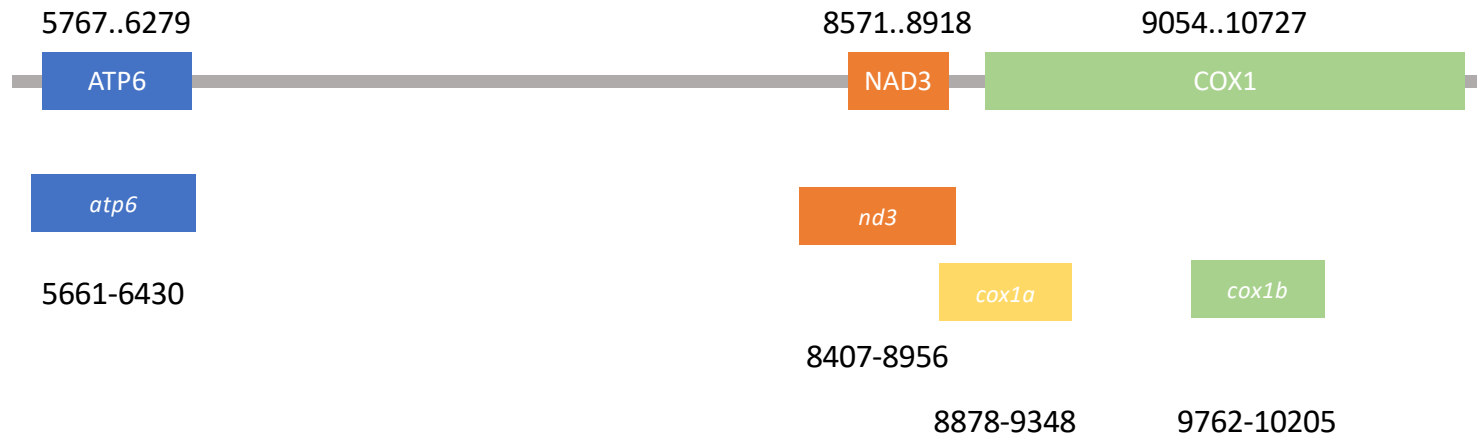 5767..6279
8571..8918
9054..10727
ATP6
NAD3
COX1
atp6
nd3
5661-6430
cox1a
cox1b
8407-8956
8878-9348
9762-10205